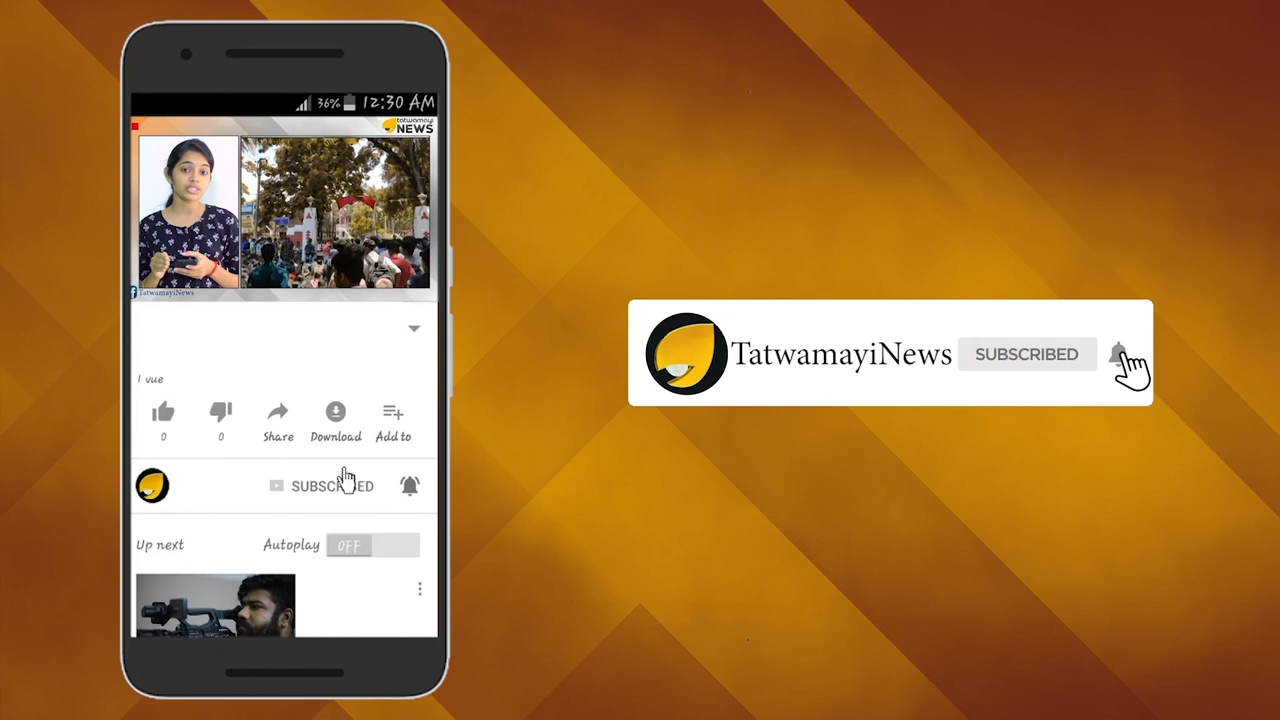 36% 12:30 AM
tatwamayi
NEWS
TatwamayiNews
1 vue
0 0 Share Download Add to
SUBSCRIBED
Up next Autoplay OFF
TatwamayiNews SUBSCRIBED